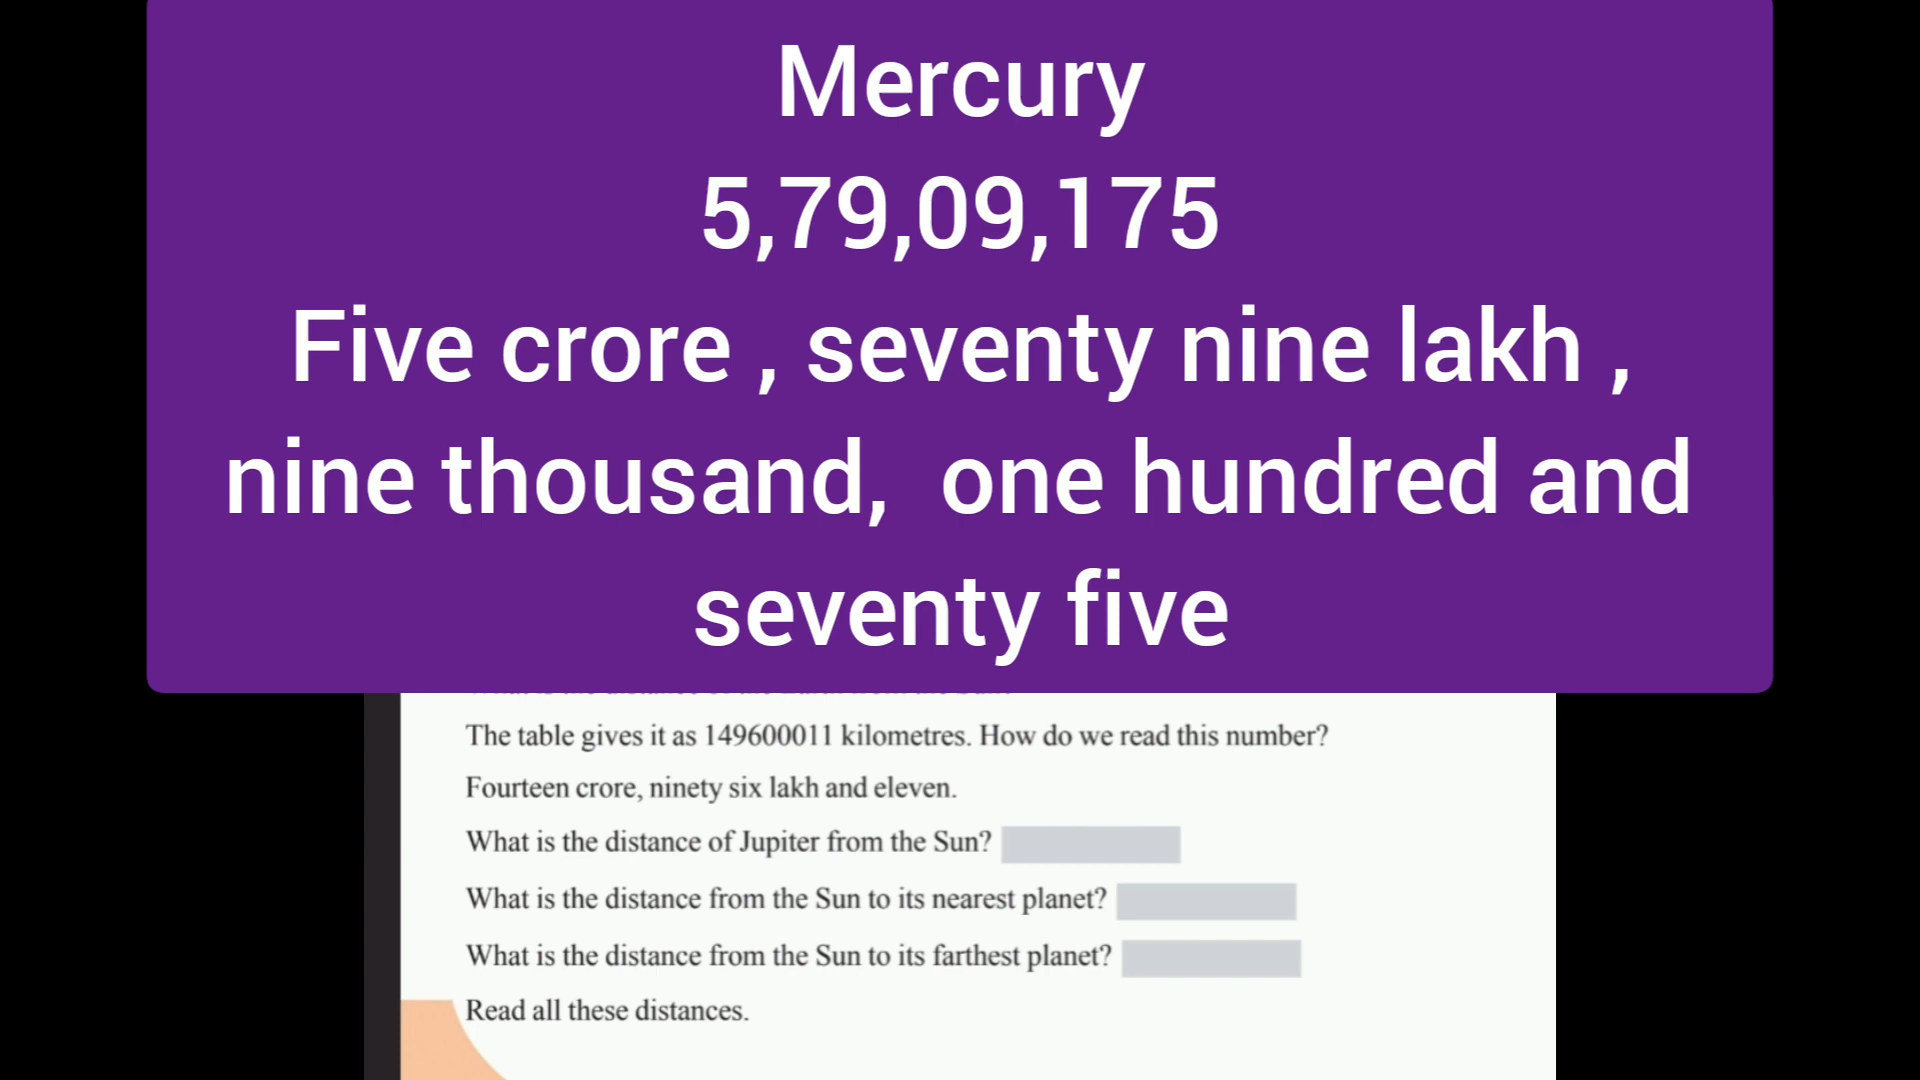 Mercury
5,79,09,175
Five crore , seventy nine lakh ,
nine thousand,  one hundred and
seventy five
The table gives it as 149600011 kilometres. How do we read this number?
Fourteen crore, ninety six lakh and eleven.
What is the distance of Jupiter from the Sun?
What is the distance from the Sun to its nearest planet?
What is the distance from the Sun to its farthest planet?
Read all these distances.